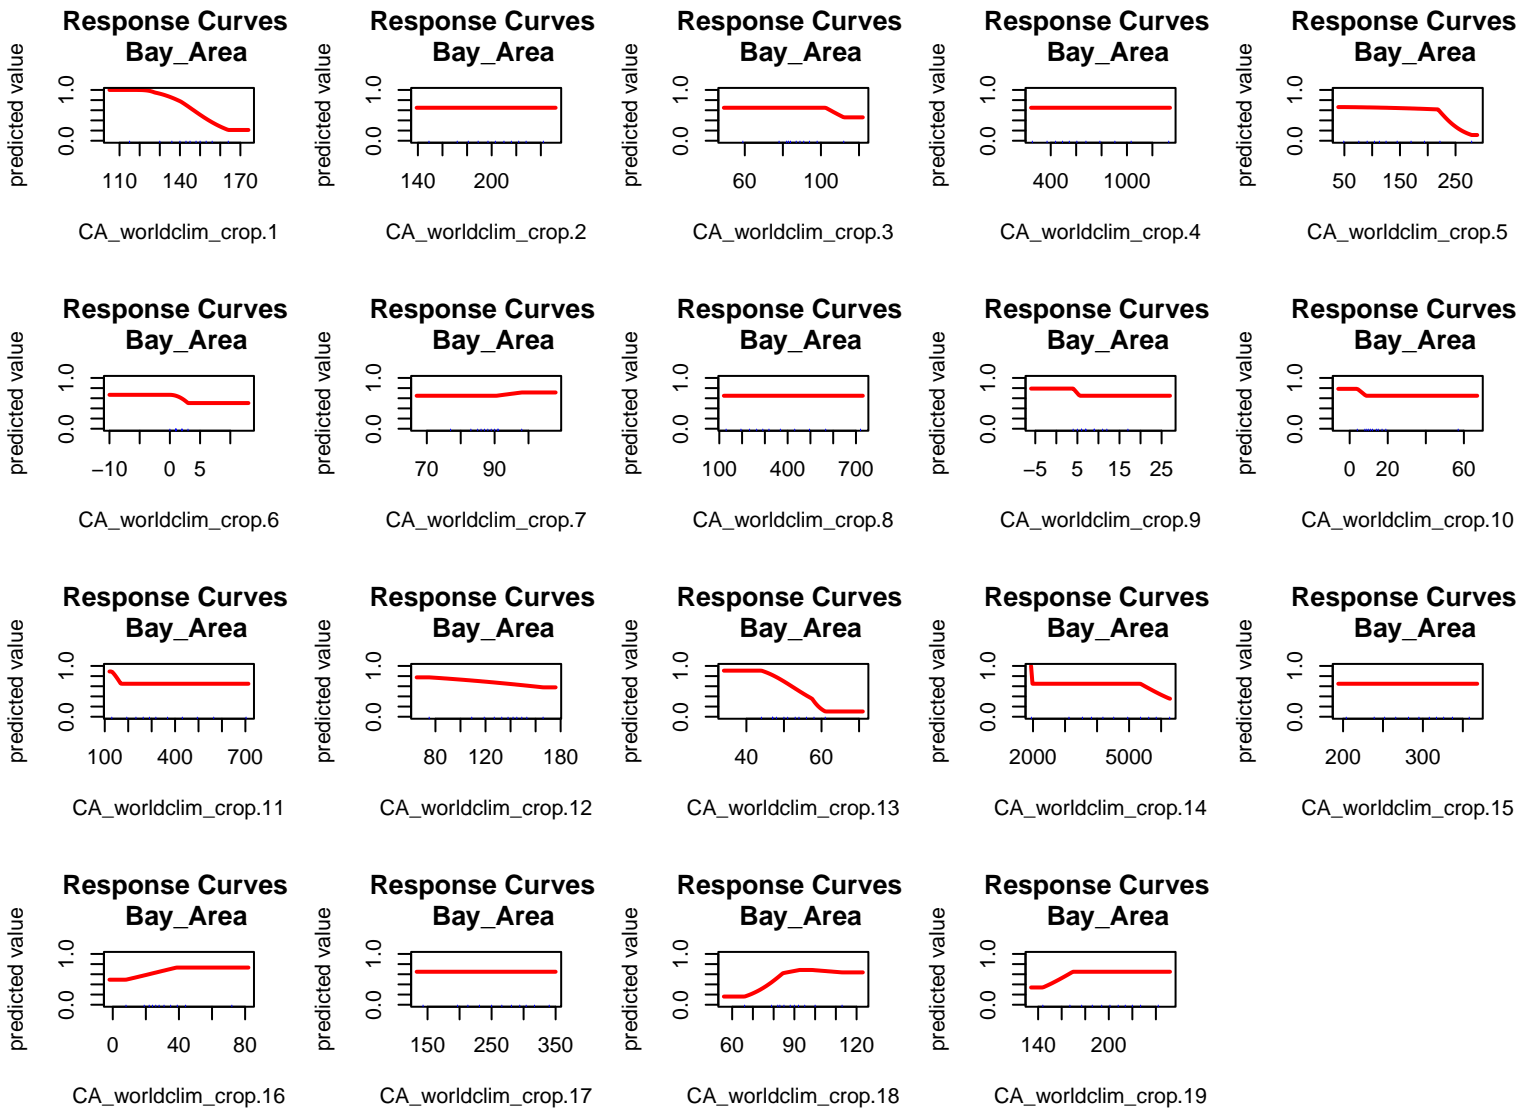 Response Curves
Bay_Area
predicted value
0.0 1.0
110 140 170
CA_worldclim_crop.1
Response Curves
Bay_Area
predicted value
0.0 1.0
140 200
CA_worldclim_crop.2
Response Curves
Bay_Area
predicted value
0.0 1.0
60 100
CA_worldclim_crop.3
Response Curves
Bay_Area
predicted value
0.0 1.0
400 1000
CA_worldclim_crop.4
Response Curves
Bay_Area
predicted value
0.0 1.0
50 150 250
CA_worldclim_crop.5
Response Curves
Bay_Area
predicted value
0.0 1.0
−10 0 5
CA_worldclim_crop.6
Response Curves
Bay_Area
predicted value
0.0 1.0
70 90
CA_worldclim_crop.7
Response Curves
Bay_Area
predicted value
0.0 1.0
100 400 700
CA_worldclim_crop.8
Response Curves
Bay_Area
predicted value
0.0 1.0
−5 5 15 25
CA_worldclim_crop.9
Response Curves
Bay_Area
predicted value
0.0 1.0
0 20 60
CA_worldclim_crop.10
Response Curves
Bay_Area
predicted value
0.0 1.0
100 400 700
CA_worldclim_crop.11
Response Curves
Bay_Area
predicted value
0.0 1.0
80 120 180
CA_worldclim_crop.12
Response Curves
Bay_Area
predicted value
0.0 1.0
40 60
CA_worldclim_crop.13
Response Curves
Bay_Area
predicted value
0.0 1.0
2000 5000
CA_worldclim_crop.14
Response Curves
Bay_Area
predicted value
0.0 1.0
200 300
CA_worldclim_crop.15
Response Curves
Bay_Area
predicted value
0.0 1.0
0 40 80
CA_worldclim_crop.16
Response Curves
Bay_Area
predicted value
0.0 1.0
150 250 350
CA_worldclim_crop.17
Response Curves
Bay_Area
predicted value
0.0 1.0
60 90 120
CA_worldclim_crop.18
Response Curves
Bay_Area
predicted value
0.0 1.0
140 200
CA_worldclim_crop.19